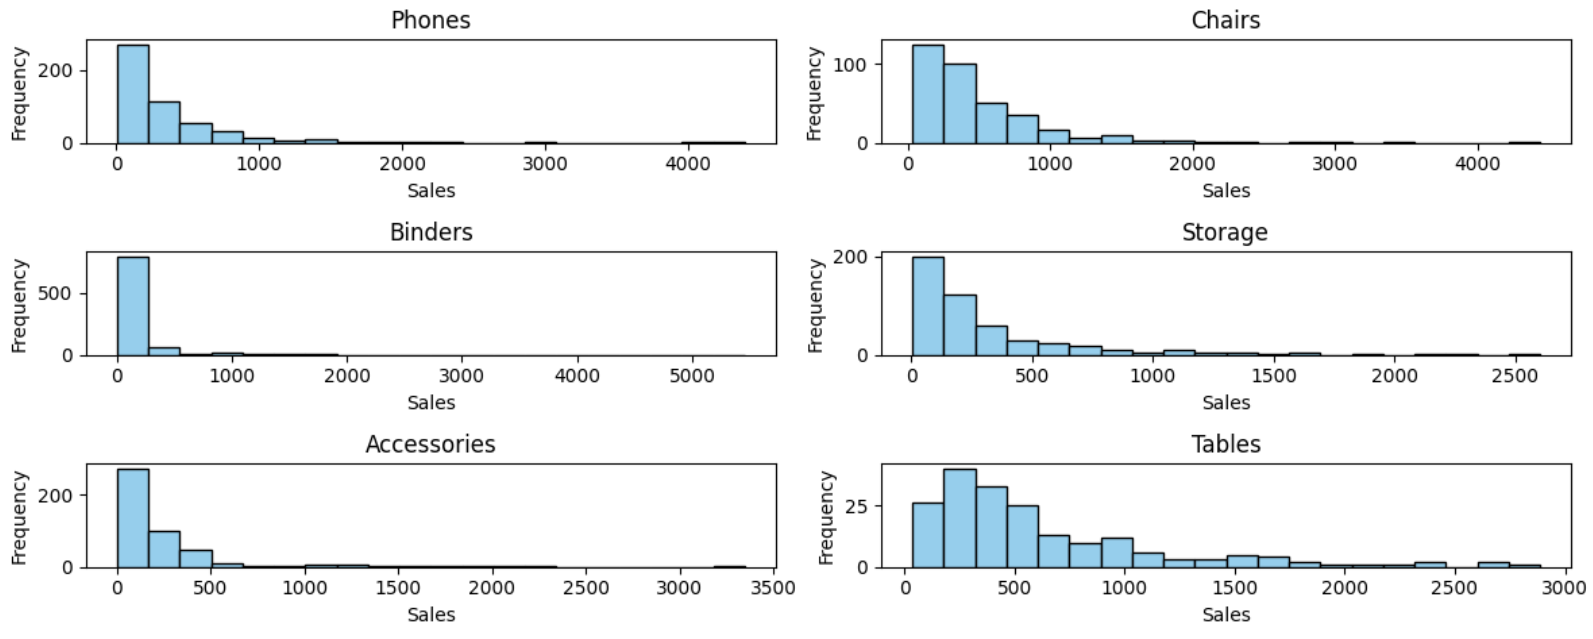 Phones
Frequency
200
0
0 1000 2000 3000 4000
Sales
Chairs
Frequency
100
0
0 1000 2000 3000 4000
Sales
Binders
Frequency
500
0
0 1000 2000 3000 4000 5000
Sales
Storage
Frequency
200
0
0 500 1000 1500 2000 2500
Sales
Accessories
Frequency
200
0
0 500 1000 1500 2000 2500 3000 3500
Sales
Tables
Frequency
25
0
0 500 1000 1500 2000 2500 3000
Sales